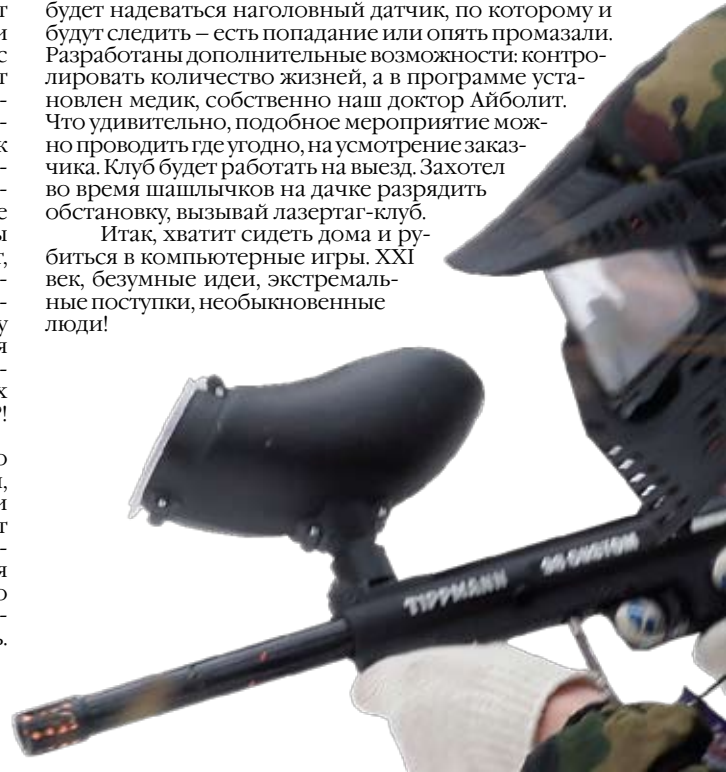 будет надеваться наголовный датчик, по которому и
будут следить – есть попадание или опять промазали.
Разработаны дополнительные возможности: контро-
лировать количество жизней, а в программе уста-
новлен медик, собственно наш доктор Айболит.
Что удивительно, подобное мероприятие мож-
но проводить где угодно, на усмотрение заказ-
чика. Клуб будет работать на выезд. Захотел
во время шашлычков на дачке разрядить
обстановку, вызывай лазертаг-клуб.
Итак, хватит сидеть дома и ру-
биться в компьютерные игры. XXI
век, безумные идеи, экстремаль-
ные поступки, необыкновенные
люди!
TIPPMANN 98 CUSTOM